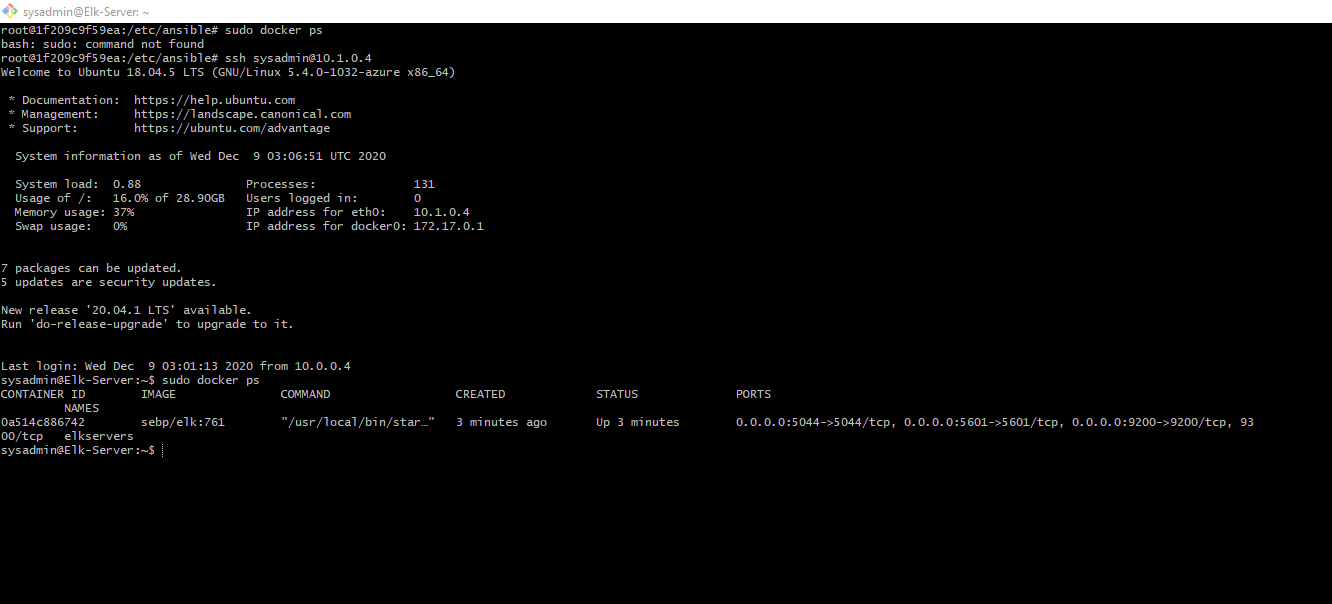 sysadmin@Elk-Server: ~
root@1f209c9f59ea:/etc/ansible# sudo docker ps
bash: sudo: command not found
root@1f209c9f59ea:/etc/ansible# ssh sysadmin@10.1.0.4
Welcome to Ubuntu 18.04.5 LTS (GNU/Linux 5.4.0-1032-azure x86_64)
* Documentation:  https://help.ubuntu.com
* Management:     https://landscape.canonical.com
* Support:        https://ubuntu.com/advantage
System information as of Wed Dec  9 03:06:51 UTC 2020
System load:  0.88               Processes:              131
Usage of /:   16.0% of 28.90GB   Users logged in:        0
Memory usage: 37%                IP address for eth0:    10.1.0.4
Swap usage:   0%                 IP address for docker0: 172.17.0.1
7 packages can be updated.
5 updates are security updates.
New release '20.04.1 LTS' available.
Run 'do-release-upgrade' to upgrade to it.
Last login: Wed Dec  9 03:01:13 2020 from 10.0.0.4
sysadmin@Elk-Server:~$ sudo docker ps
CONTAINER ID        IMAGE               COMMAND                  CREATED             STATUS              PORTS
NAMES
0a514c886742        sebp/elk:761        "/usr/local/bin/star…"   3 minutes ago       Up 3 minutes        0.0.0.0:5044->5044/tcp, 0.0.0.0:5601->5601/tcp, 0.0.0.0:9200->9200/tcp, 93
00/tcp   elkservers
sysadmin@Elk-Server:~$